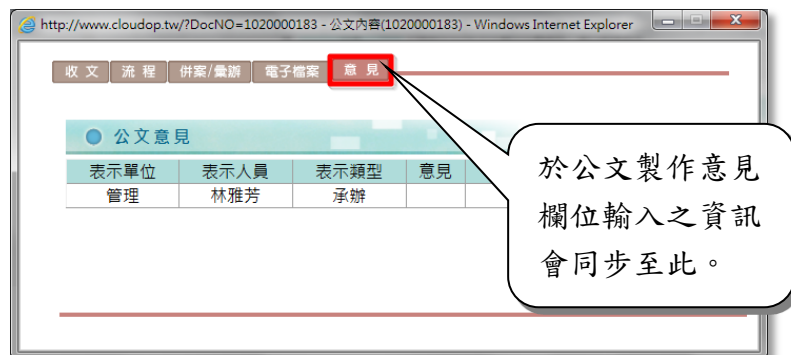 http://www.cloudop.tw/?DocNO=1020000183 - 公文內容(1020000183) - Windows Internet Explorer
收文 流程 併案/彙辦 電子檔案 意見
公文意見
表示單位 表示人員 表示類型 意見
管理 林雅芳 承辦
於公文製作意見
欄位輸入之資訊
會同步至此。